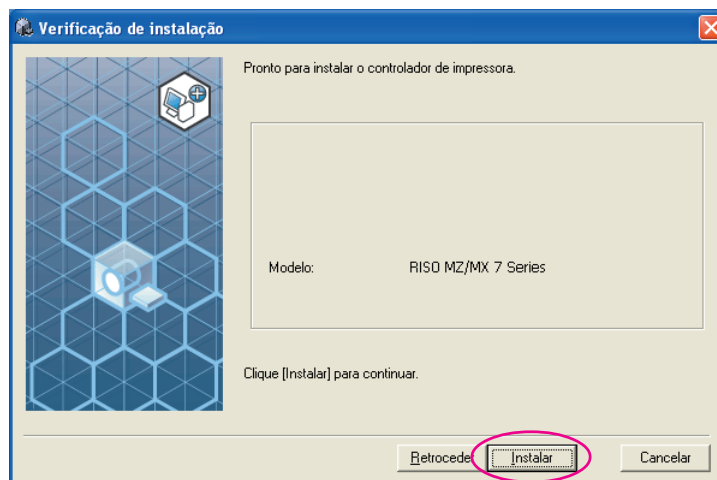 Verificação de instalação
Pronto para instalar o controlador de impressora.
Modelo: RISO MZ/MX 7 Series
Clique [Instalar] para continuar.
Retrocede Instalar Cancelar